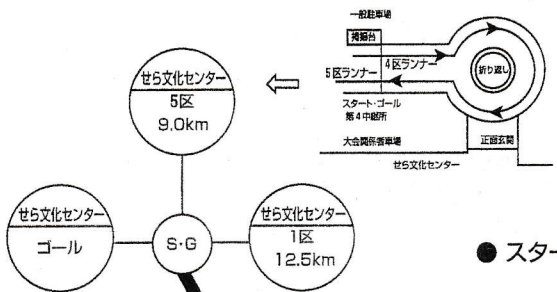 一般駐車場
掲揚台
4区ランナー
5区ランナー
折り返し
スタート・ゴール
第4中継所
大会関係者車場
正面玄関
せら文化センター
せら文化センター
5区
9.0km
せら文化センター
ゴール
S・G
せら文化センター
1区
12.5km
● スター